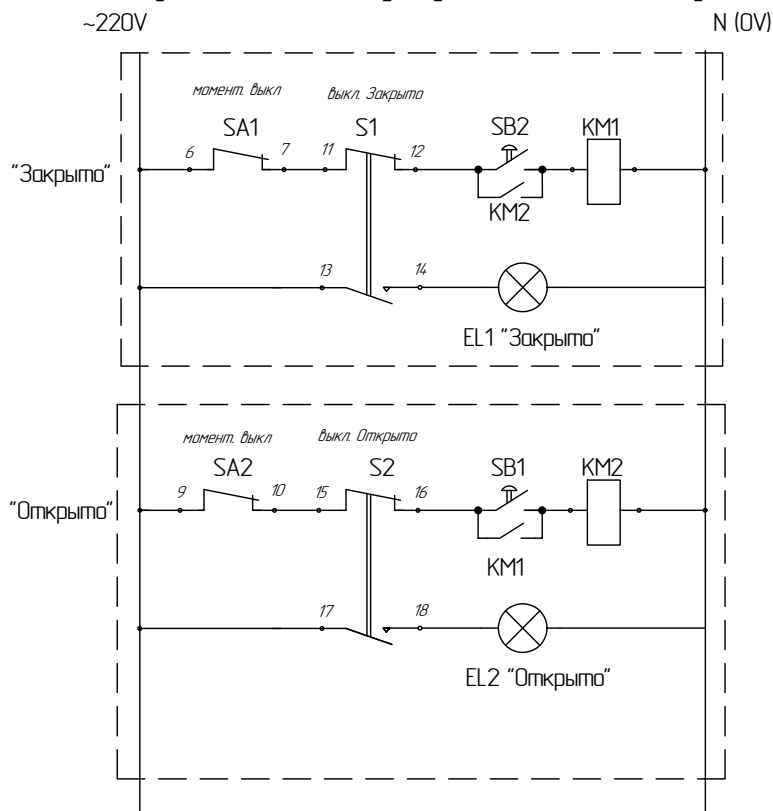 ~220V
N (0V)
момент. выкл
выкл. Закрыто
SA1
S1
SB2
KM1
6
7
11
12
"Закрыто"
KM2
13
14
EL1 "Закрыто"
момент. выкл
выкл. Открыто
SA2
S2
SB1
KM2
9
10
15
16
"Открыто"
KM1
17
18
EL2 "Открыто"